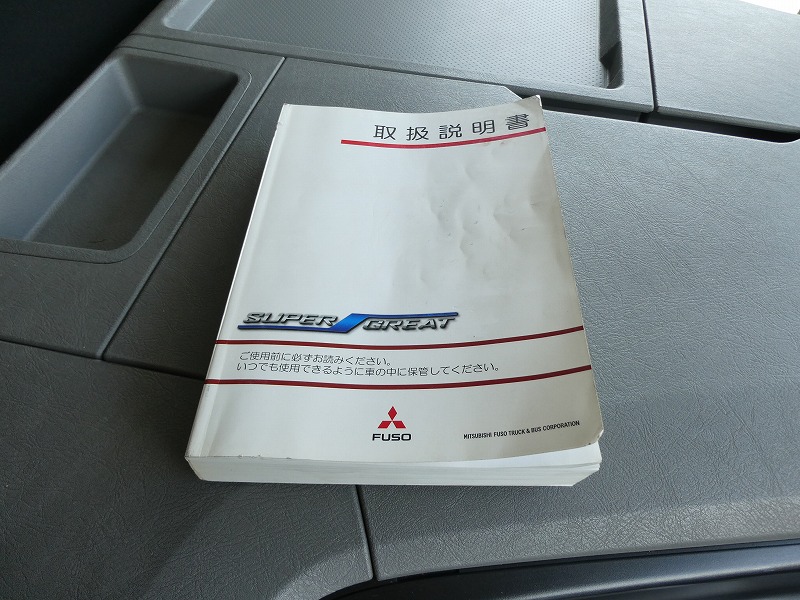 取扱説明書
SUPER GREAT
ご使用前に必ずお読みください。
いつでも使用できるように車の中に保管してください。
FUSO
MITSUBISHI FUSO TRUCK & BUS CORPORATION